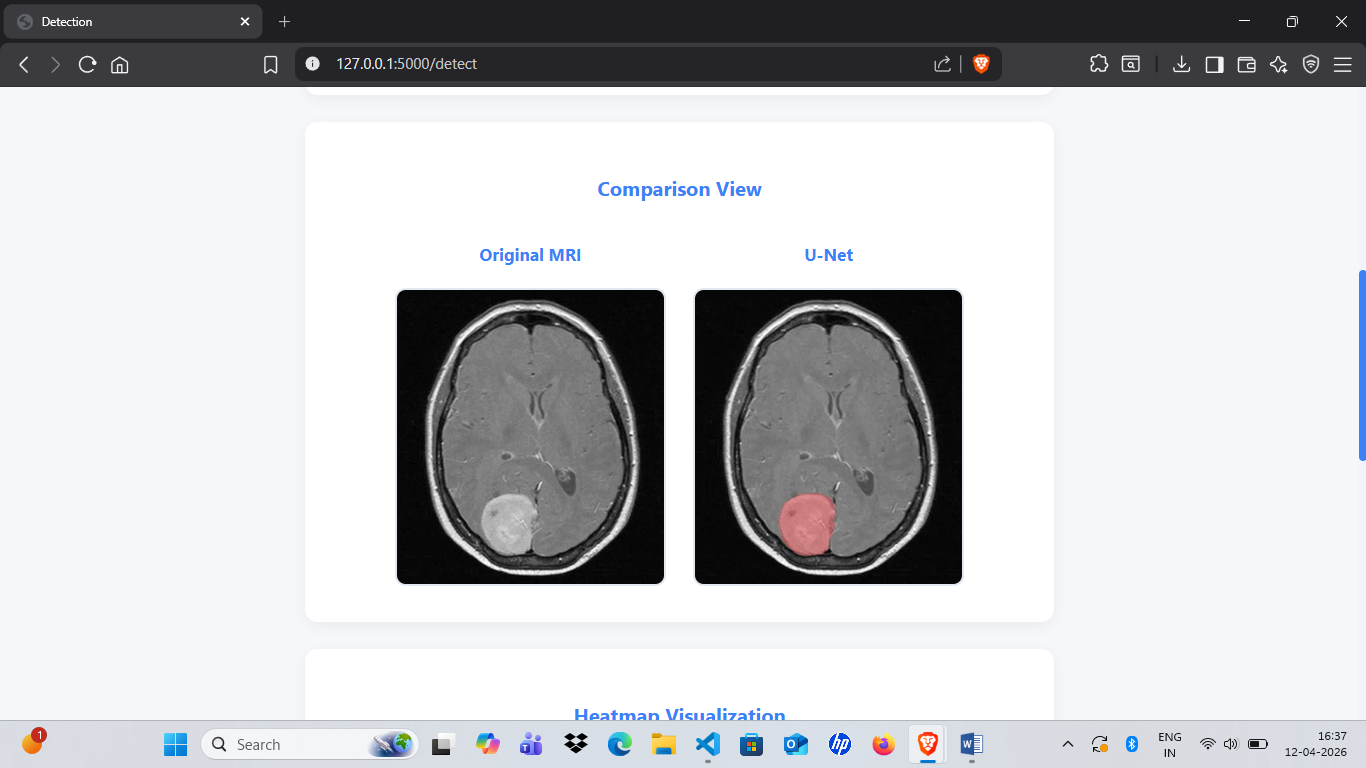 Detection
127.0.0.1:5000/detect
Comparison View
Original MRI
U-Net
Heatmap Visualization
1
Search
ENG
IN
16:37
12-04-2026